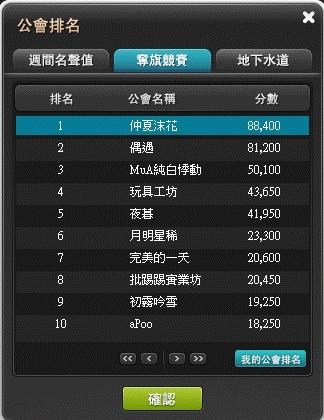 公會排名
週間名聲值 奪旗競賽 地下水道
排名 公會名稱 分數
1 仲夏沫花 88,400
2 偶遇 81,200
3 MuA純白悸動 50,100
4 玩具工坊 43,650
5 夜暮 41,950
6 月明星稀 23,300
7 完美的一天 20,600
8 批踢踢實業坊 20,450
9 初霧吟雪 19,250
10 aPoo 18,250
我的公會排名
確認